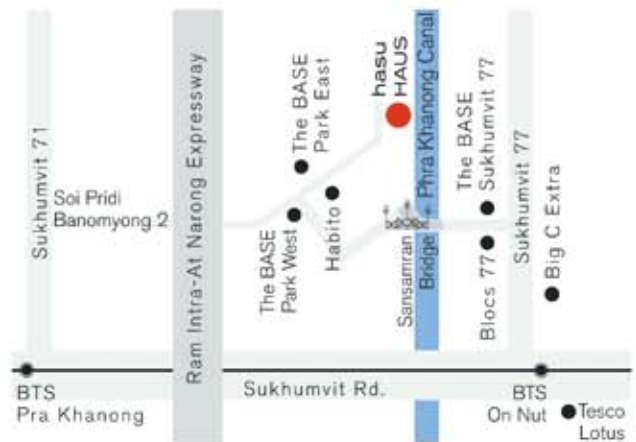 Sukhumvit 71
Soi Pridi
Banomyong 2
Ram Intra-At Narong Expressway
The BASE
Park East
The BASE
Park West
Habito
hasu
HAUS
Sansamran
Bridge
Phra Khanong Canal
The BASE
Sukhumvit 77
Blocs 77
Sukhumvit 77
Big C Extra
Sukhumvit Rd.
BTS
Pra Khanong
BTS
On Nut
Tesco
Lotus